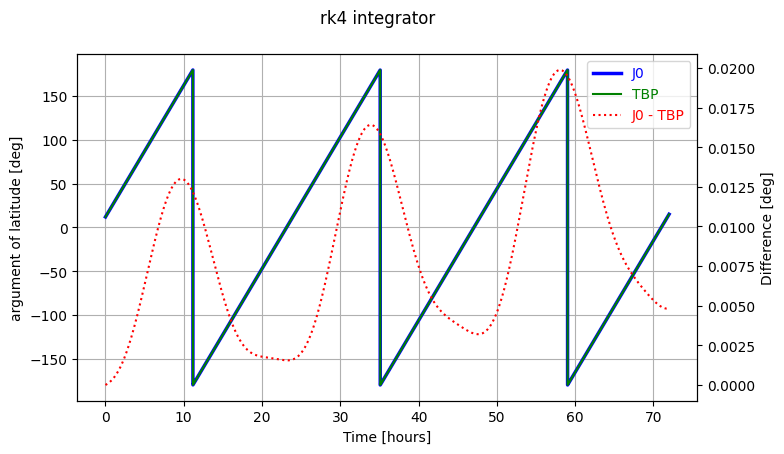 rk4 integrator
J0
TBP
J0 - TBP
argument of latitude [deg]
150
100
50
0
−50
−100
−150
0.0200
0.0175
0.0150
0.0125
0.0100
0.0075
0.0050
0.0025
0.0000
Difference [deg]
0 10 20 30 40 50 60 70
Time [hours]